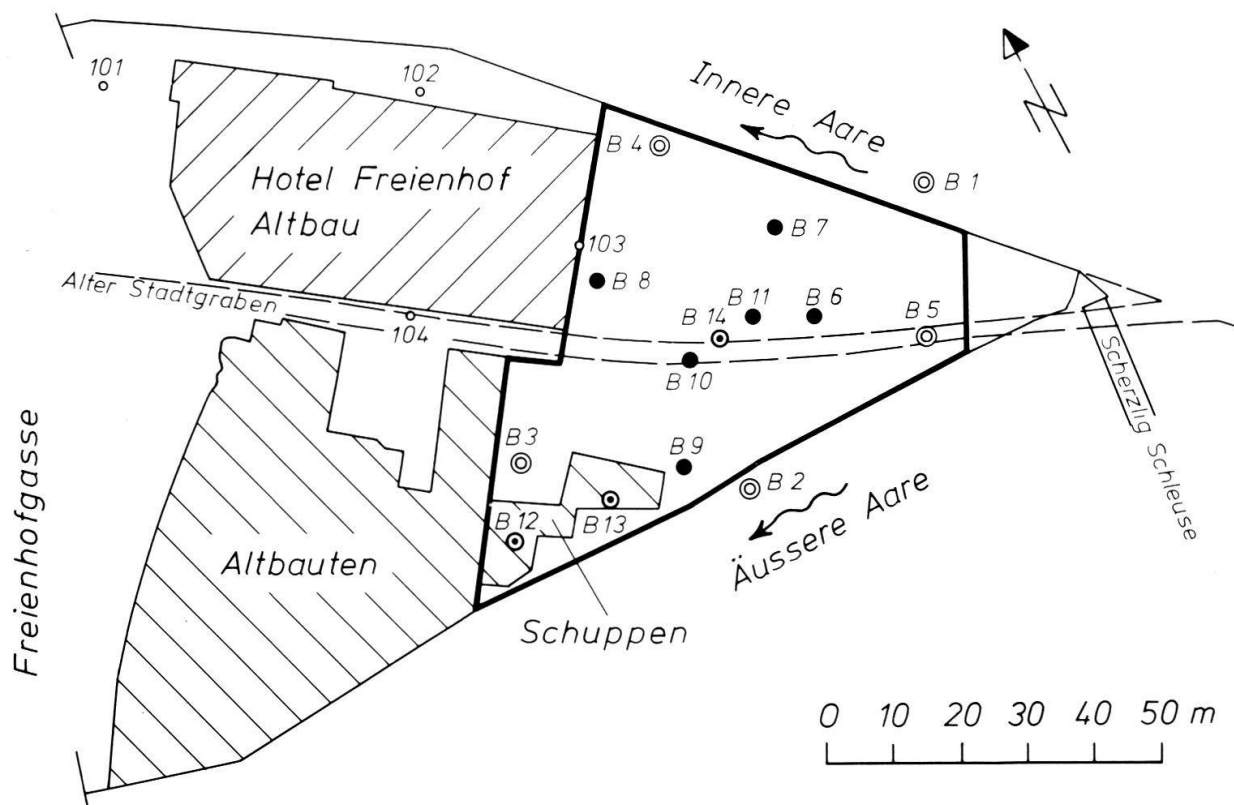 101
102
Innere Aare
B 4
B 1
Hotel Freienhof
Altbau
B 7
103
B 8
Alter Stadtgraben
104
B 11
B 6
B 14
B 5
B 10
Scherzlig Schleuse
B 3
B 9
B 2
B 12
B 13
Äussere Aare
Freienhofgasse
Altbauten
Schuppen
0 10 20 30 40 50 m